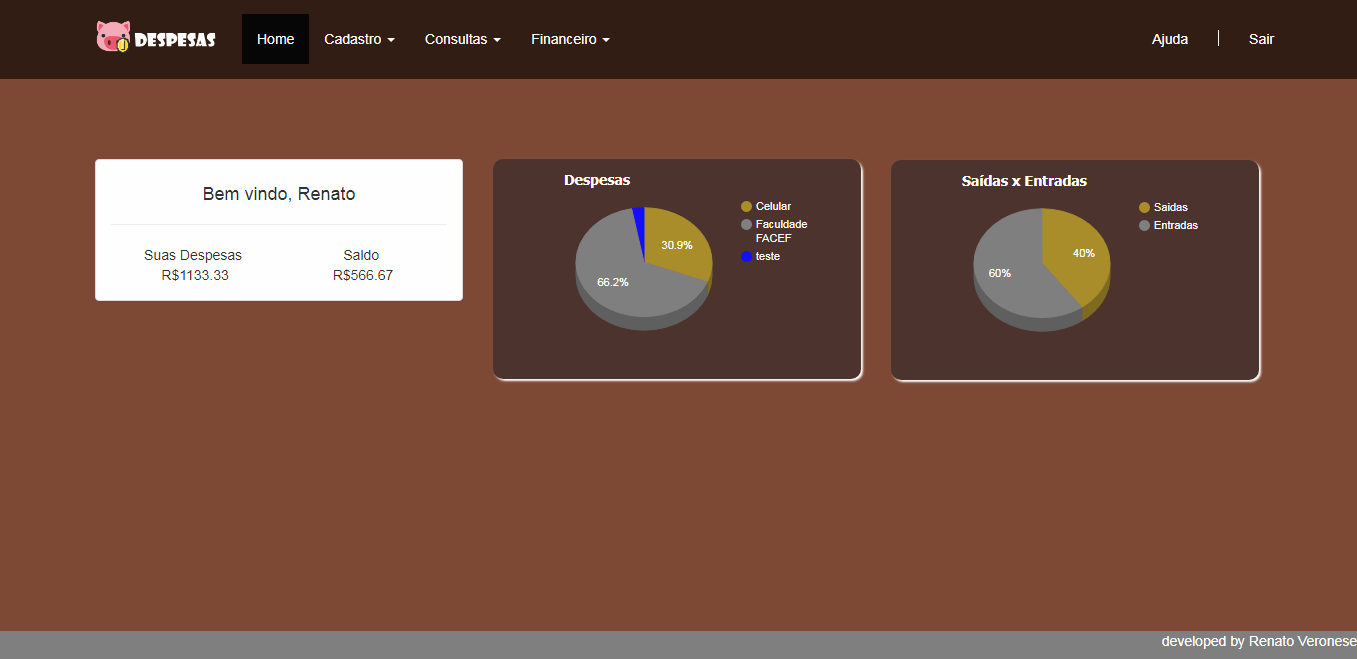 DESPESAS
Home
Cadastro
Consultas
Financeiro
Ajuda
Sair
Bem vindo, Renato
Suas Despesas
R$1133.33
Saldo
R$566.67
Despesas
30.9%
66.2%
Celular
Faculdade
FACEF
teste
Saídas x Entradas
40%
60%
Saidas
Entradas
developed by Renato Veronese